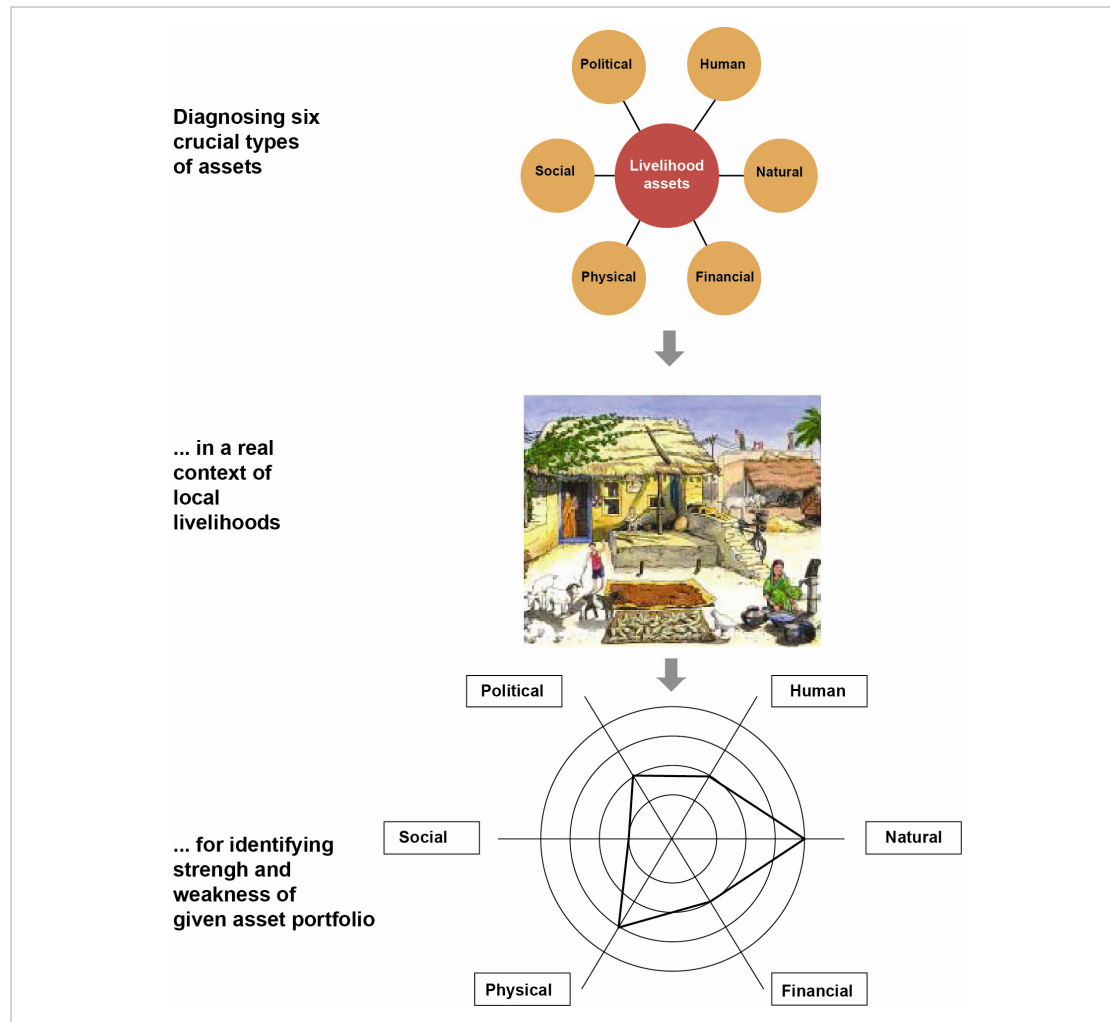 Political
Human
Diagnosing six
crucial types
of assets
Social
Livelihood
assets
Natural
Physical
Financial
... in a real
context of
local
livelihoods
Political
Human
Social
Natural
... for identifying
strengh and
weakness of
given asset portfolio
Physical
Financial